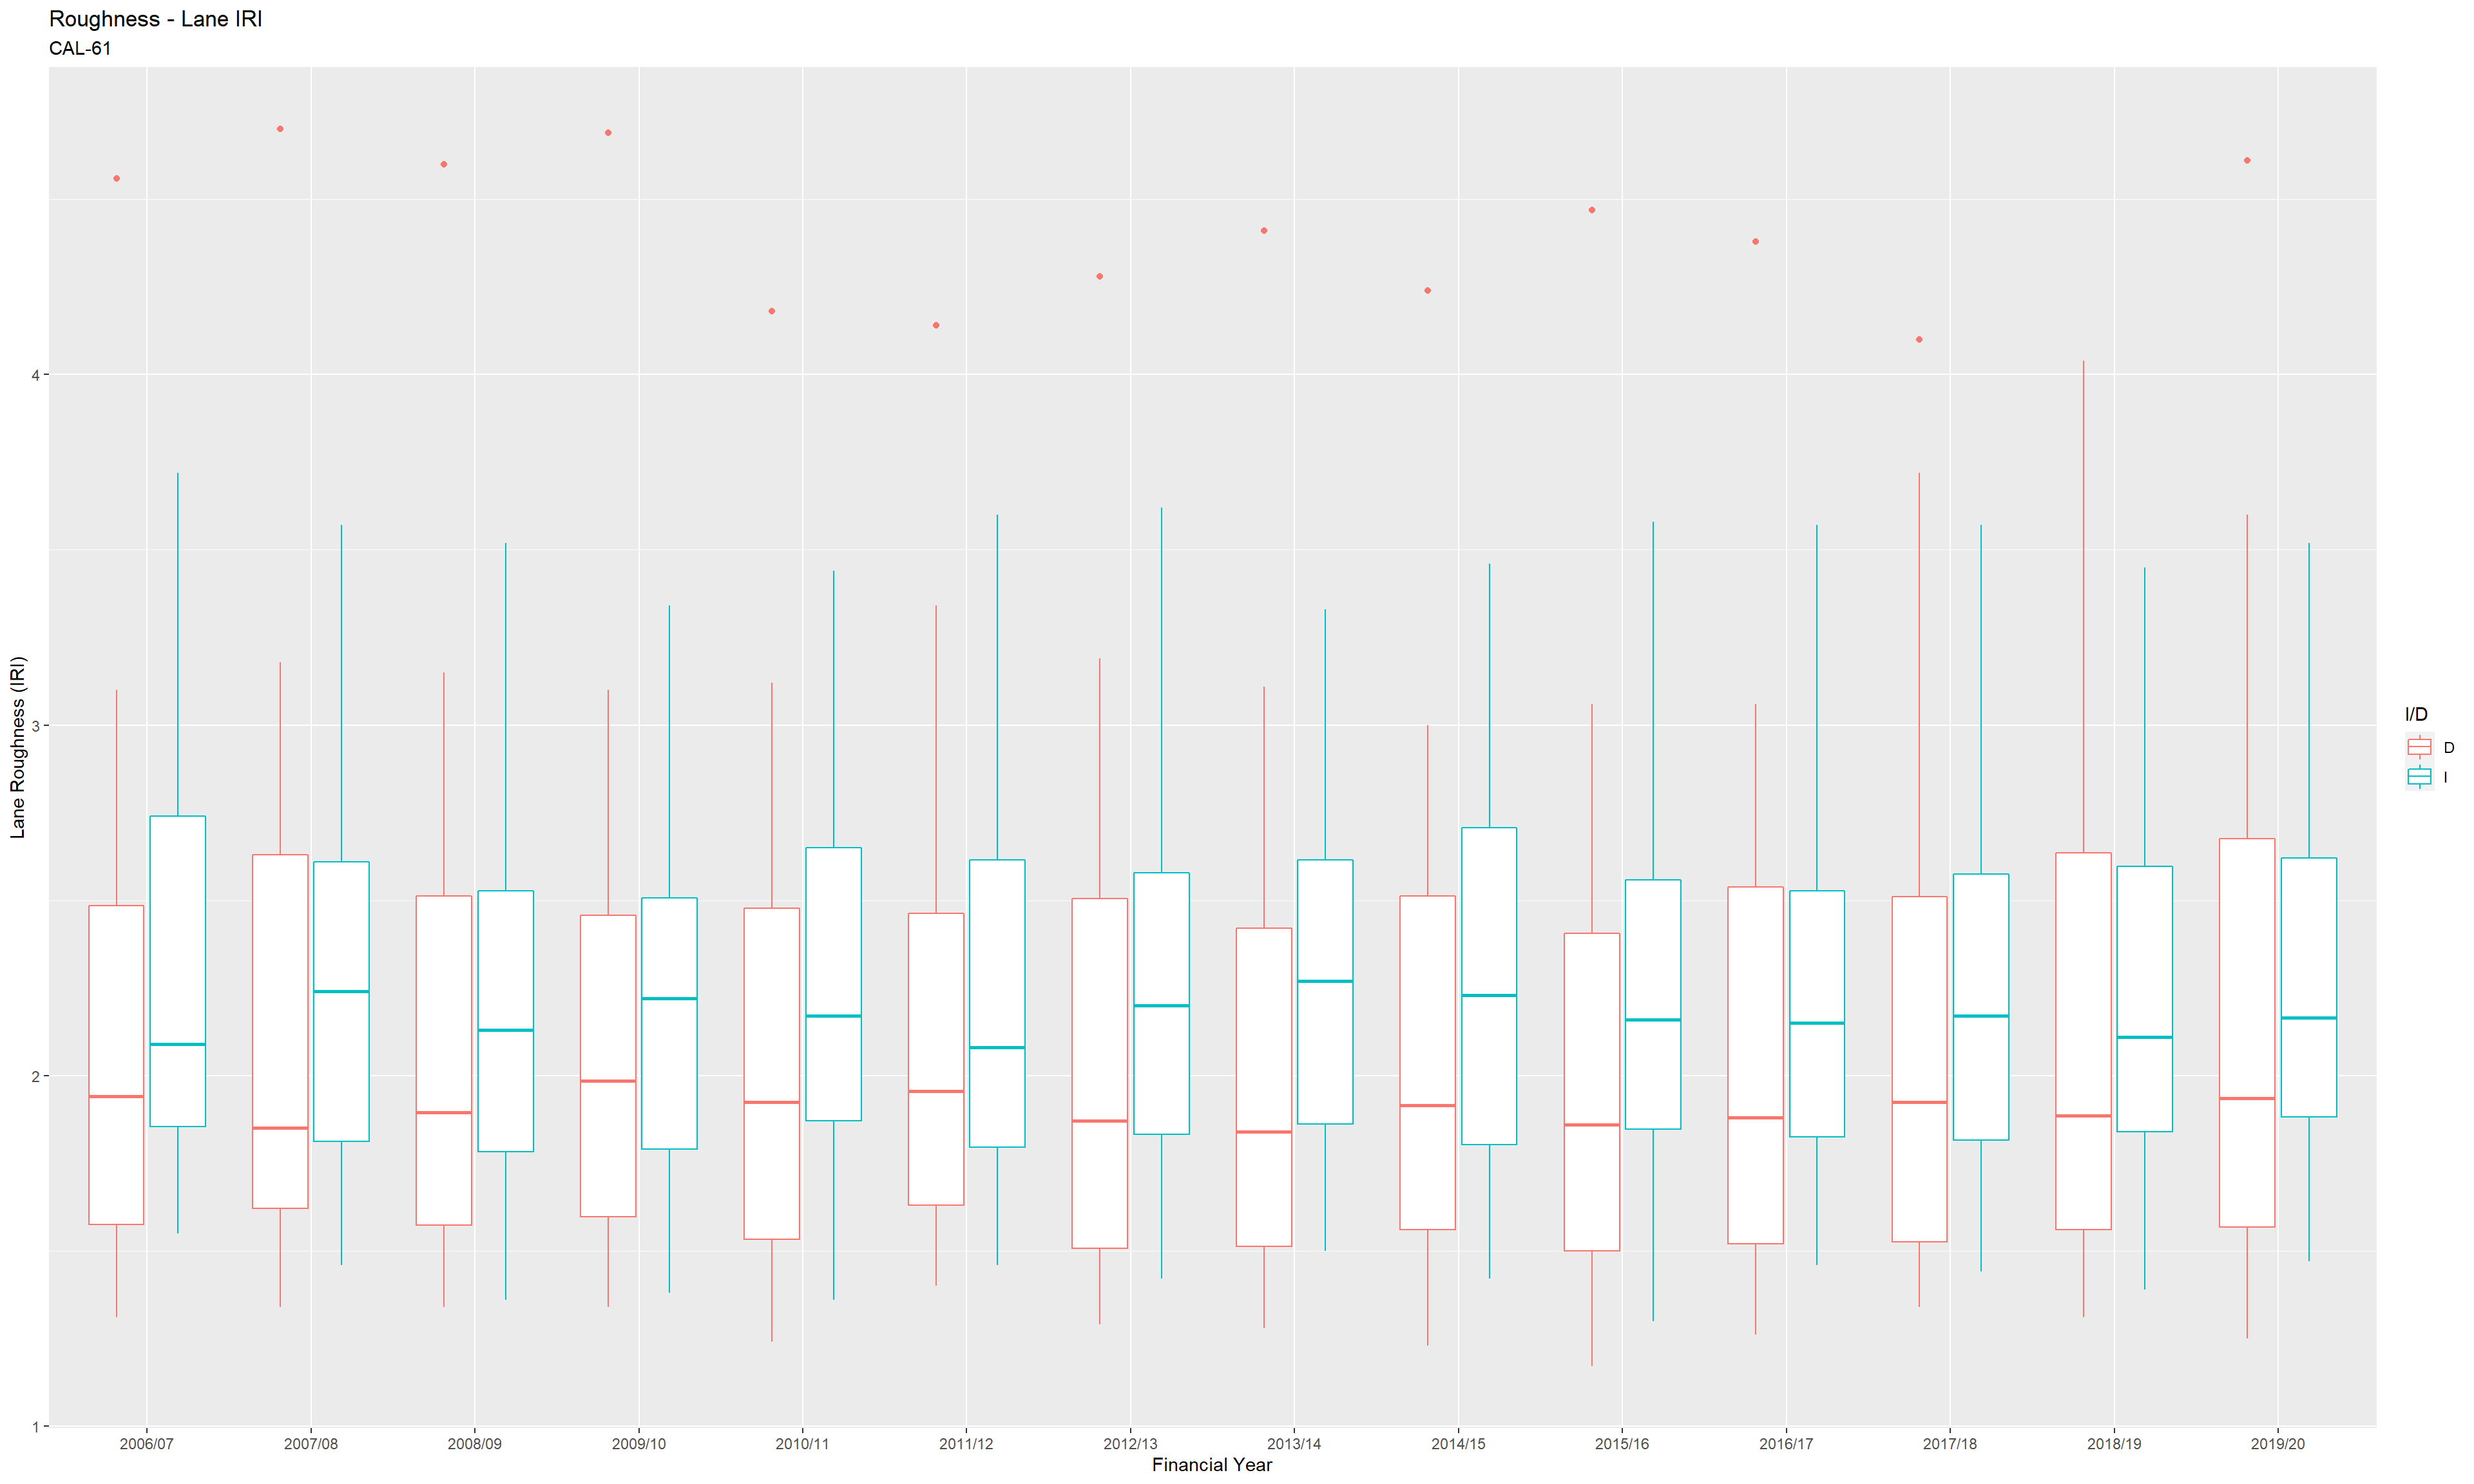 Roughness - Lane IRI
CAL-61
Lane Roughness (IRI)
4
3
2
1
2006/07 2007/08 2008/09 2009/10 2010/11 2011/12 2012/13 2013/14 2014/15 2015/16 2016/17 2017/18 2018/19 2019/20
Financial Year
I/D
D
I